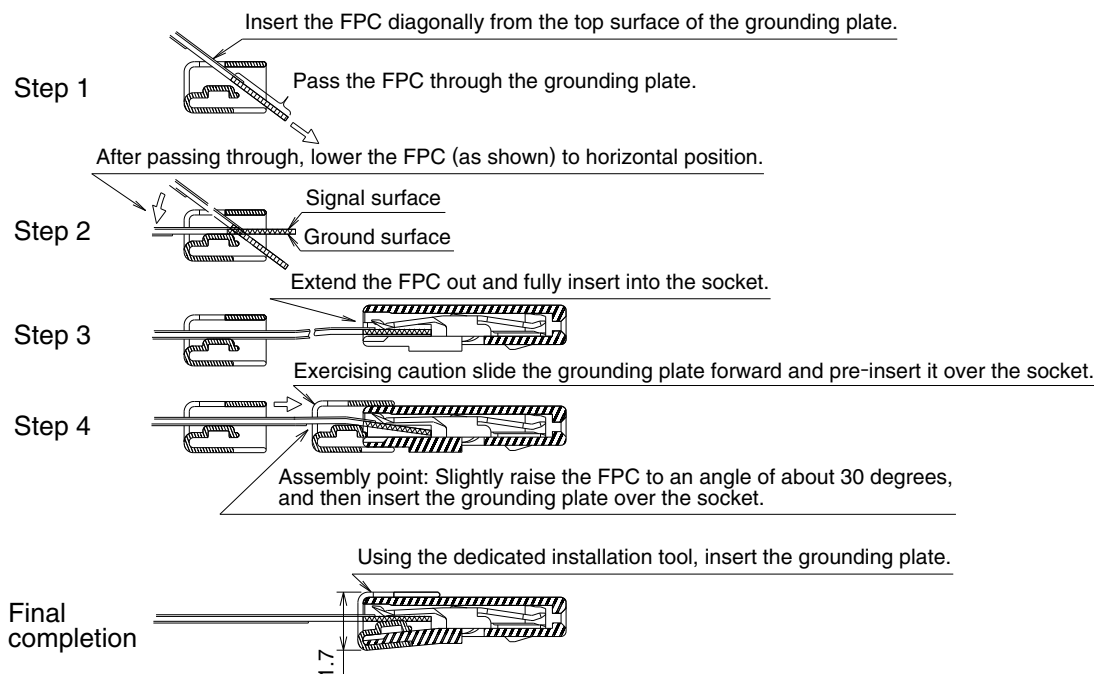 Insert the FPC diagonally from the top surface of the grounding plate.
Step 1
Pass the FPC through the grounding plate.
After passing through, lower the FPC (as shown) to horizontal position.
Step 2
Signal surface
Ground surface
Extend the FPC out and fully insert into the socket.
Step 3
Exercising caution slide the grounding plate forward and pre-insert it over the socket.
Step 4
Assembly point: Slightly raise the FPC to an angle of about 30 degrees,
and then insert the grounding plate over the socket.
Using the dedicated installation tool, insert the grounding plate.
Final
completion
1.7